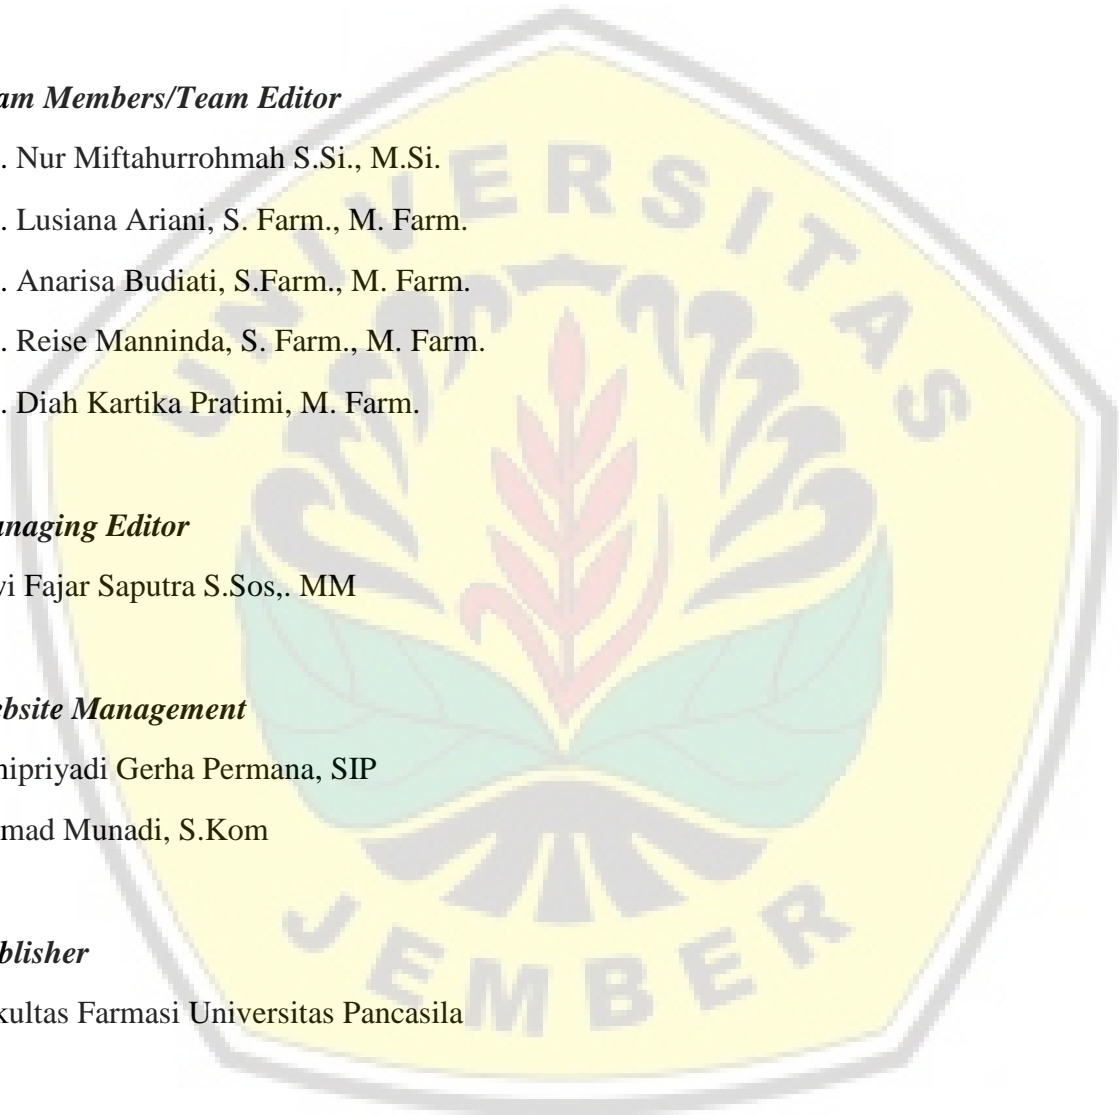 am Members/Team Editor
. Nur Miftahurrohmah S.Si., M.Si.
. Lusiana Ariani, S. Farm., M. Farm.
. Anarisa Budiati, S.Farm., M. Farm.
. Reise Manninda, S. Farm., M. Farm.
. Diah Kartika Pratimi, M. Farm.
anaging Editor
vi Fajar Saputra S.Sos,. MM
ebsite Management
hipriyadi Gerha Permana, SIP
mad Munadi, S.Kom
blisher
kultas Farmasi Universitas Pancasila
UNIVERSITAS
JEMBER